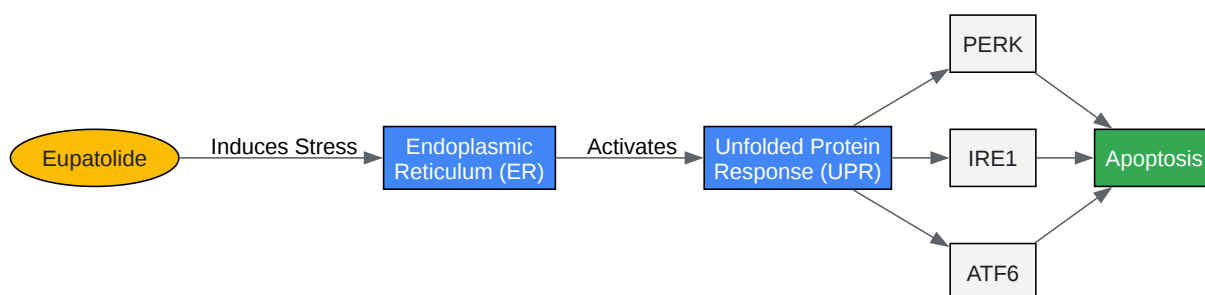 Eupatolide
Induces Stress
Endoplasmic
Reticulum (ER)
Activates
Unfolded Protein
Response (UPR)
PERK
IRE1
ATF6
Apoptosis